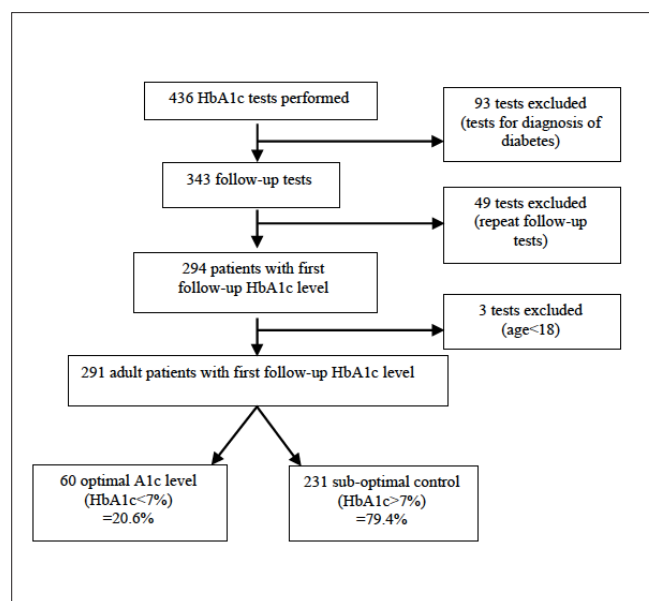 436 HbA1c tests performed
93 tests excluded
(tests for diagnosis of
diabetes)
343 follow-up tests
49 tests excluded
(repeat follow-up
tests)
294 patients with first
follow-up HbA1c level
3 tests excluded
(age<18)
291 adult patients with first follow-up HbA1c level
60 optimal A1c level
(HbA1c<7%)
=20.6%
231 sub-optimal control
(HbA1c>7%)
=79.4%